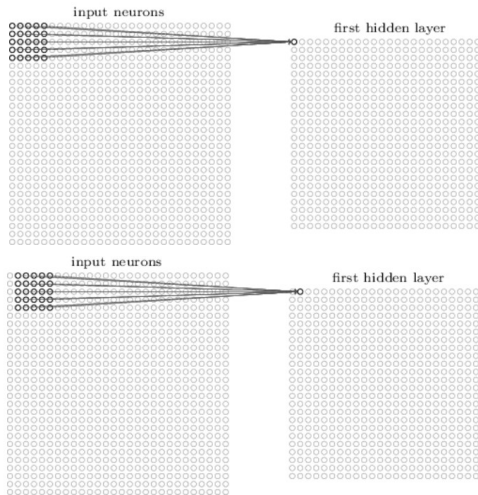 input neurons
first hidden layer
input neurons
first hidden layer